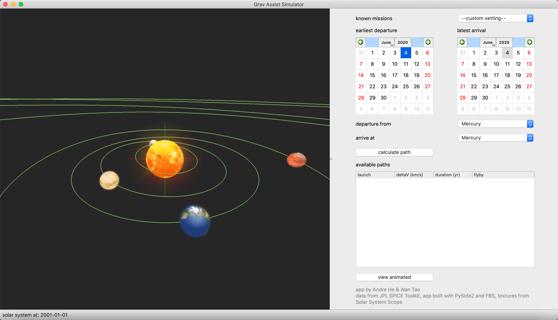 Grav Assist Simulator
known missions
--custom setting--
earliest departure
latest arrival
June 2020
June 2020
31 1 2 3 4 5 6
31 1 2 3 4 5 6
7 8 9 10 11 12 13
7 8 9 10 11 12 13
14 15 16 17 18 19 20
14 15 16 17 18 19 20
21 22 23 24 25 26 27
21 22 23 24 25 26 27
28 29 30 1 2 3 4
28 29 30 1 2 3 4
5 6 7 8 9 10 11
5 6 7 8 9 10 11
departure from
Mercury
arrive at
Mercury
calculate path
available paths
launch deltaV (km/s) duration (yr) flyby
view animated
app by Andre He & Alan Tao
data from JPL SPICE Toolkit, app built with PySide2 and FBS, textures from
Solar System Scope
solar system at: 2001-01-01